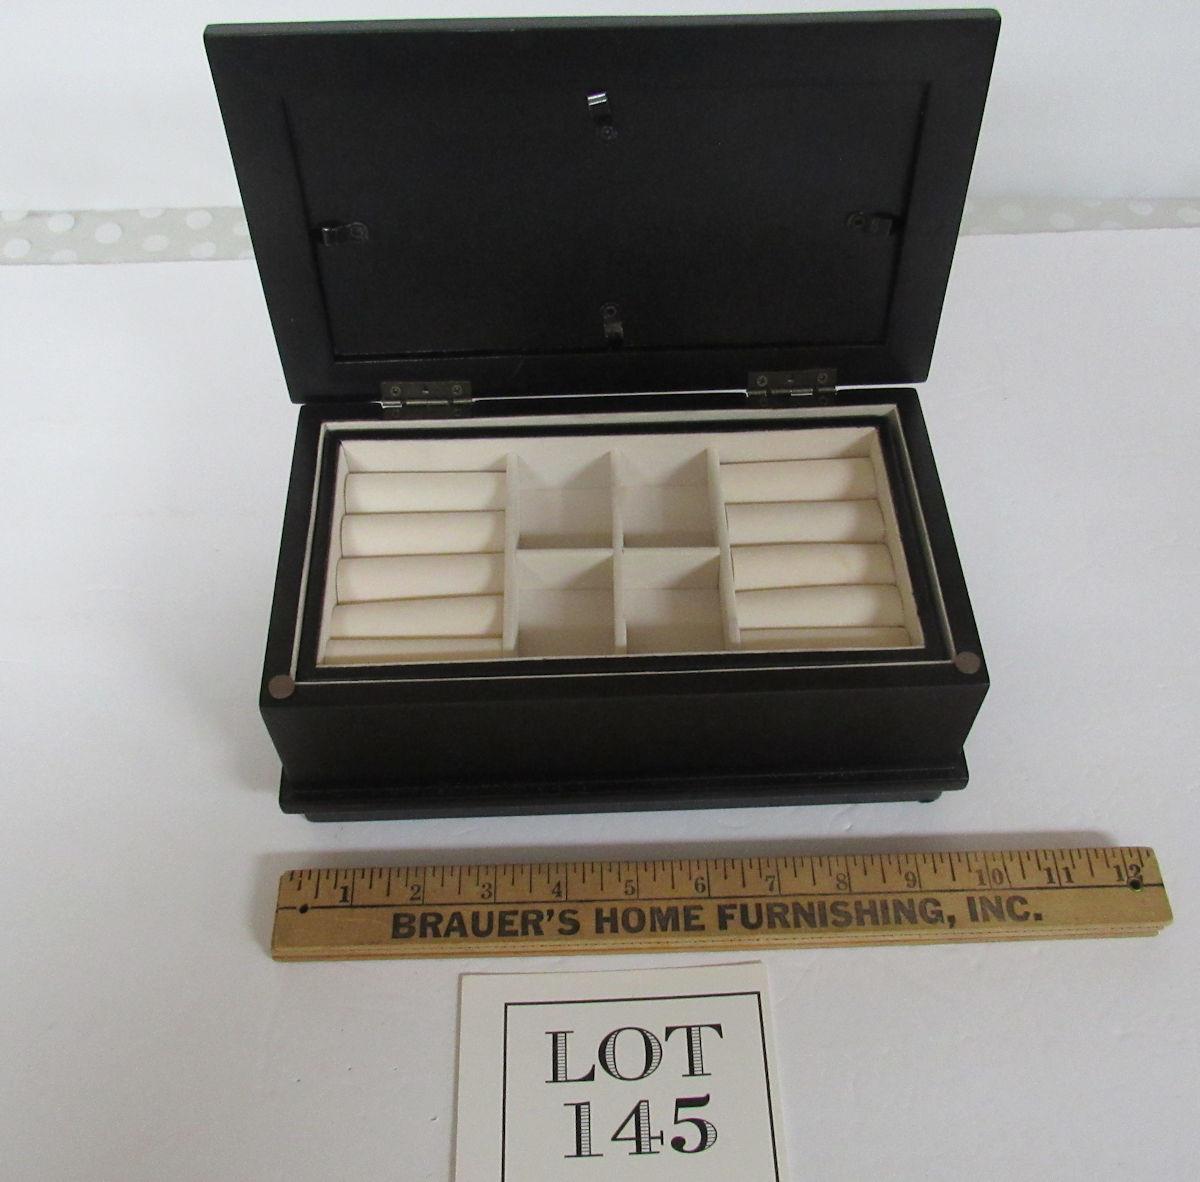 1 2 3 4 5 6 7 8 9 10 11 12
BRAUER'S HOME FURNISHING, INC.
LOT
145